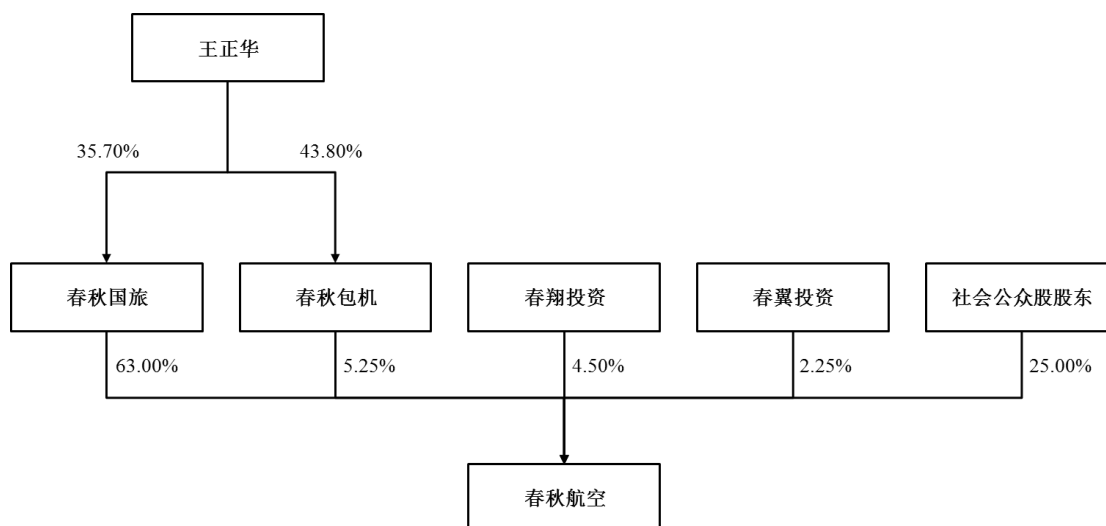 王正华
35.70%
43.80%
春秋国旅
春秋包机
春翔投资
春翼投资
社会公众股股东
63.00%
5.25%
4.50%
2.25%
25.00%
春秋航空